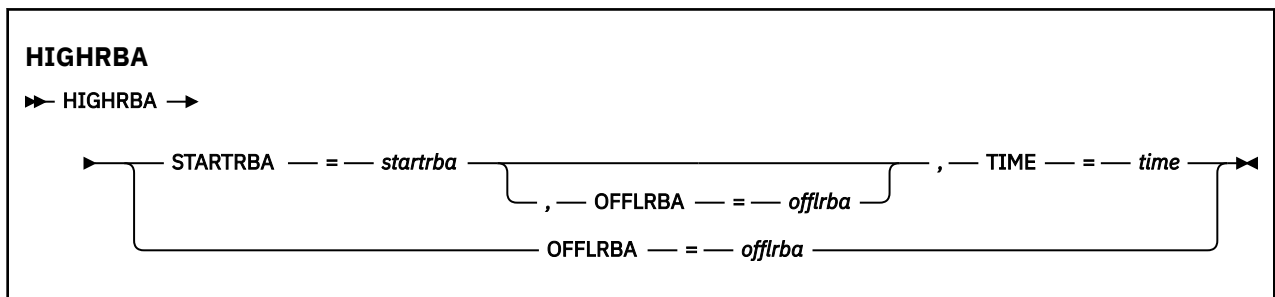 HIGHRBA
HIGHRBA
STARTRBA = startrba , TIME = time
, OFFLRBA = offlrba
OFFLRBA = offlrba